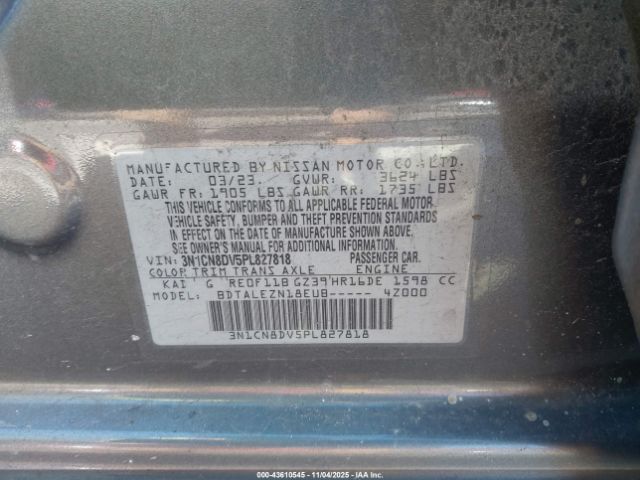 MANUFACTURED BY NISSAN MOTOR CO.,LTD.
DATE: 03/23 GVWR: 3624 LBS
GAWR FR: 1905 LBS GAWR RR: 1735 LBS
THIS VEHICLE CONFORMS TO ALL APPLICABLE FEDERAL MOTOR
VEHICLE SAFETY, BUMPER AND THEFT PREVENTION STANDARDS
IN EFFECT ON THE DATE OF MANUFACTURE SHOWN ABOVE.
SEE OWNER'S MANUAL FOR ADDITIONAL INFORMATION.
VIN: 3N1CN8DV5PL827818 PASSENGER CAR.
COLOR TRIM TRANS AXLE ENGINE
KAI G RE0F11B GZ39 HR16DE 1598 CC
MODEL: BDTALEZN18EUB----- 4Z000
3N1CN8DV5PL827818
000-43610545 - 11/04/2025 - IAA Inc.